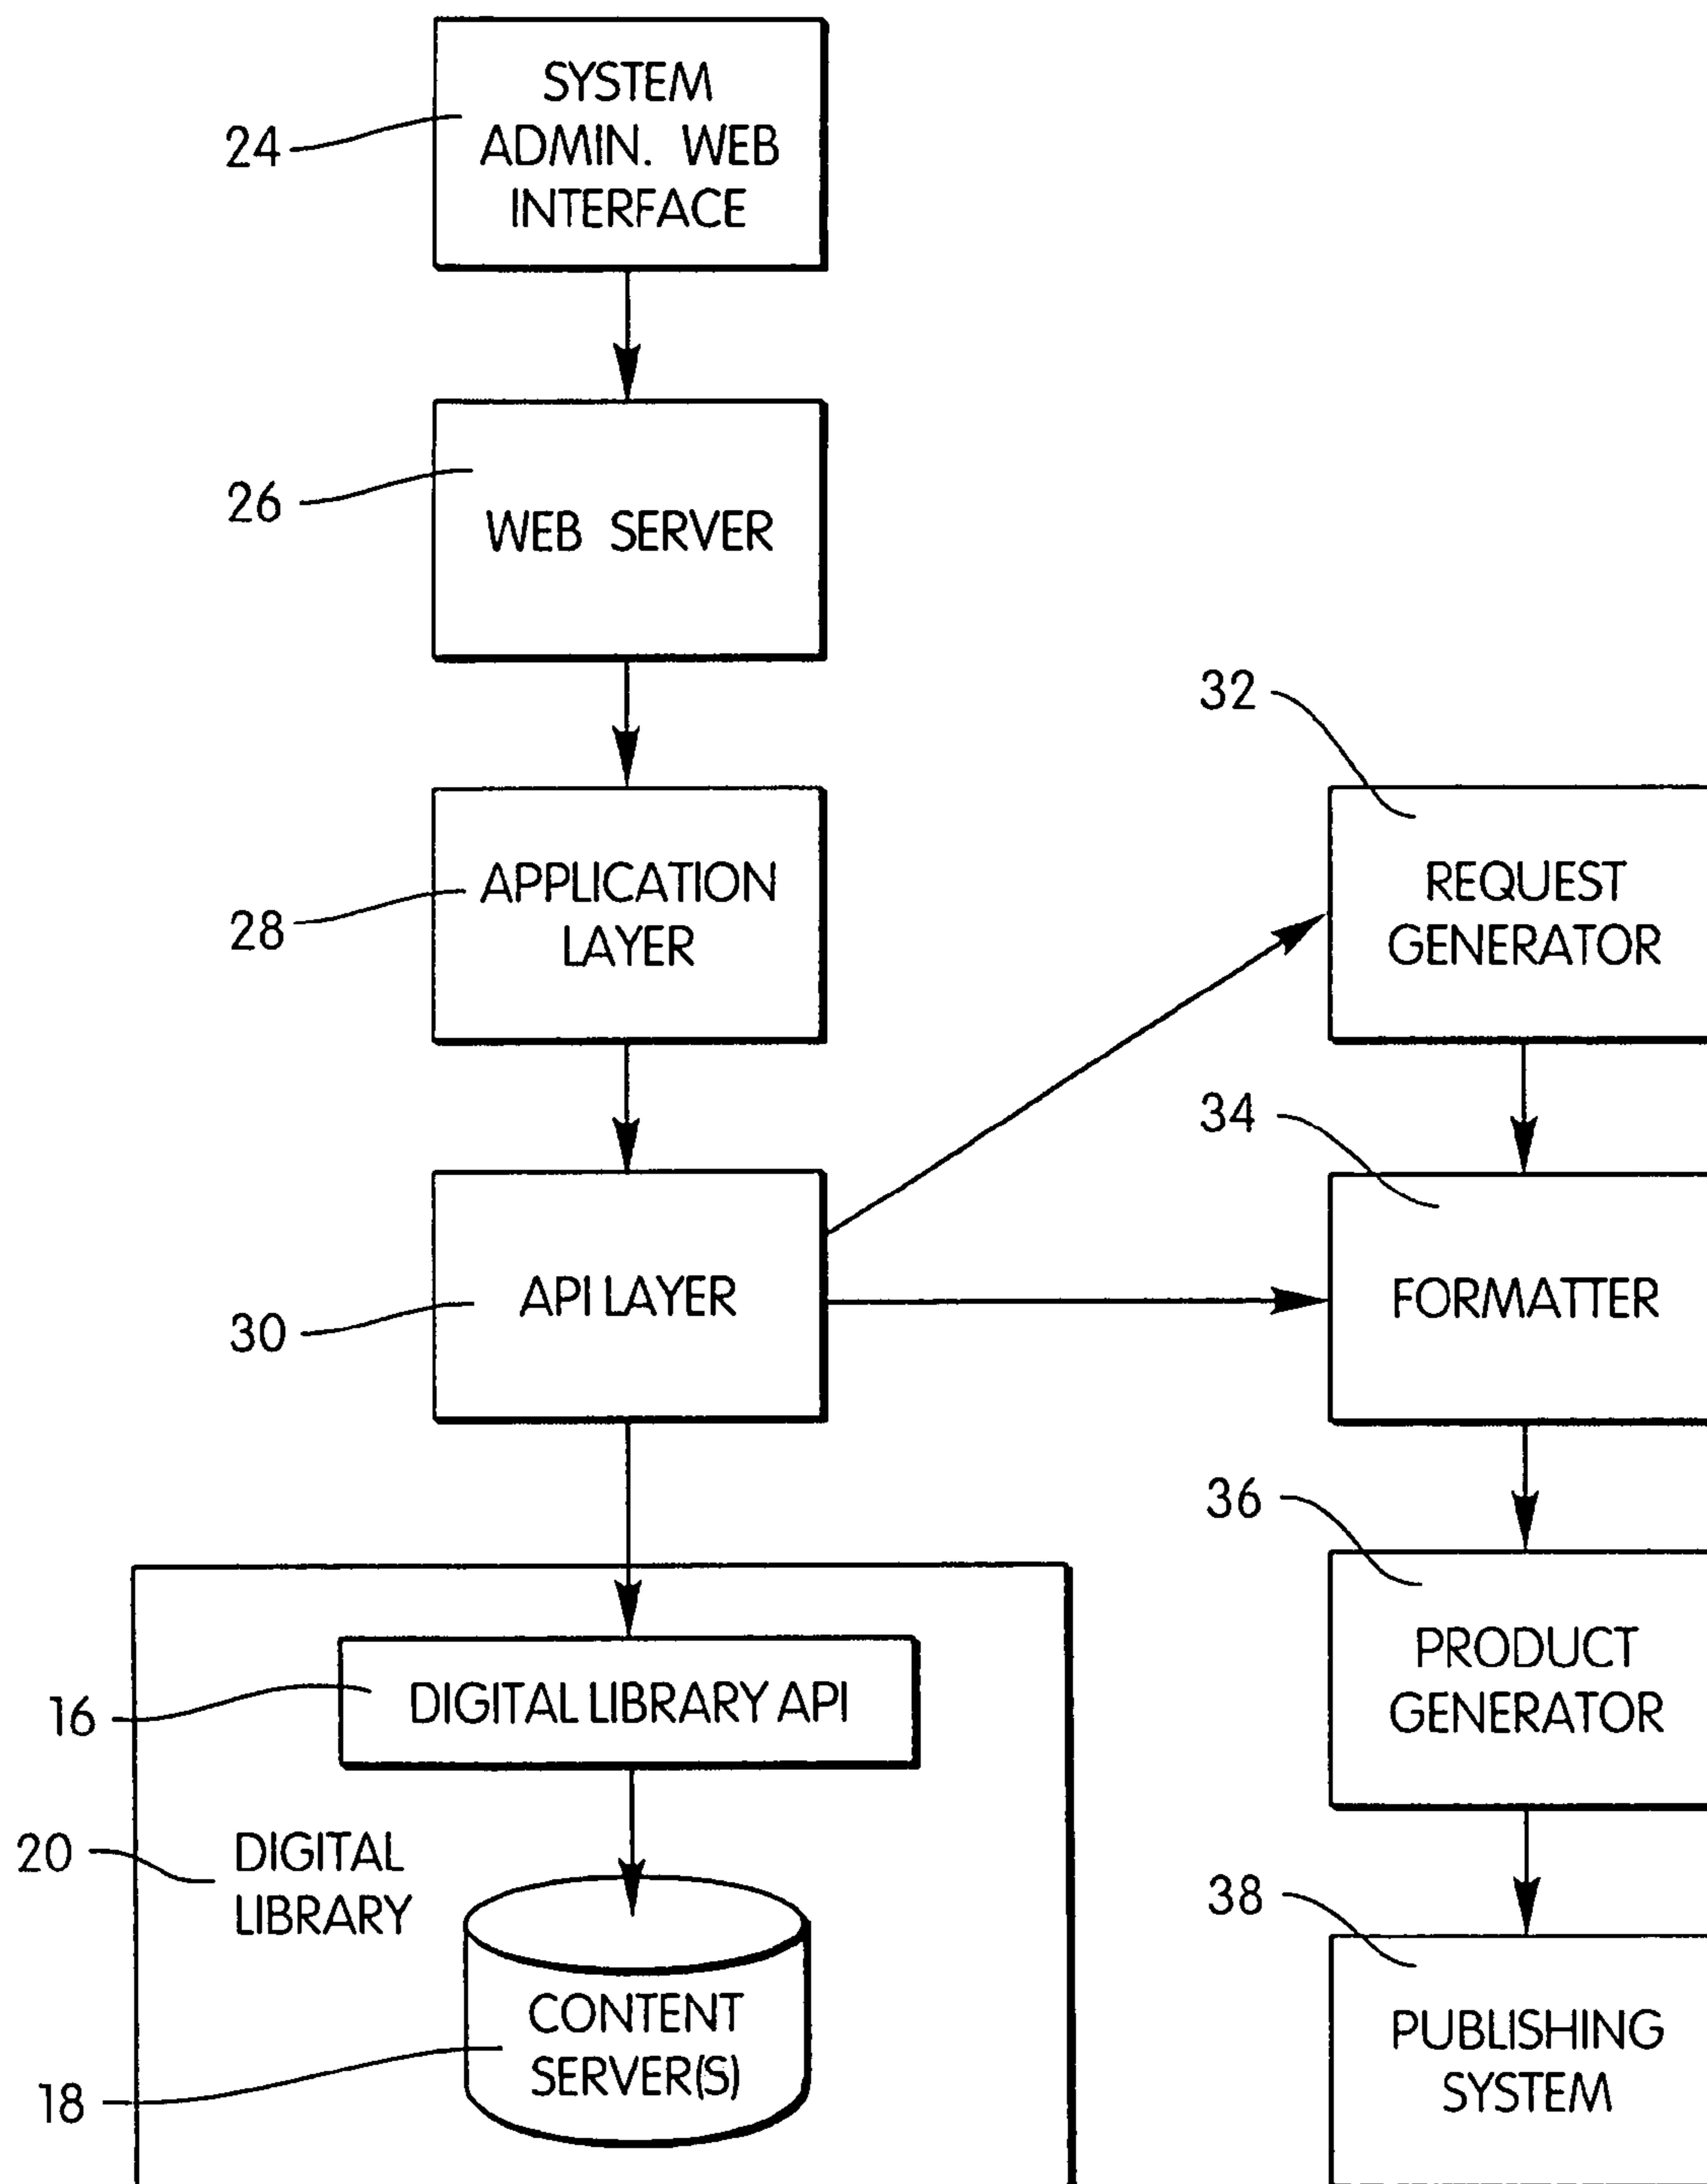 SYSTEM
ADMIN. WEB
INTERFACE
24
26
WEB SERVER
32
28
APPLICATION
LAYER
REQUEST
GENERATOR
34
30
API LAYER
FORMATTER
36
16
DIGITAL LIBRARY API
PRODUCT
GENERATOR
20
DIGITAL
LIBRARY
38
18
CONTENT
SERVER(S)
PUBLISHING
SYSTEM